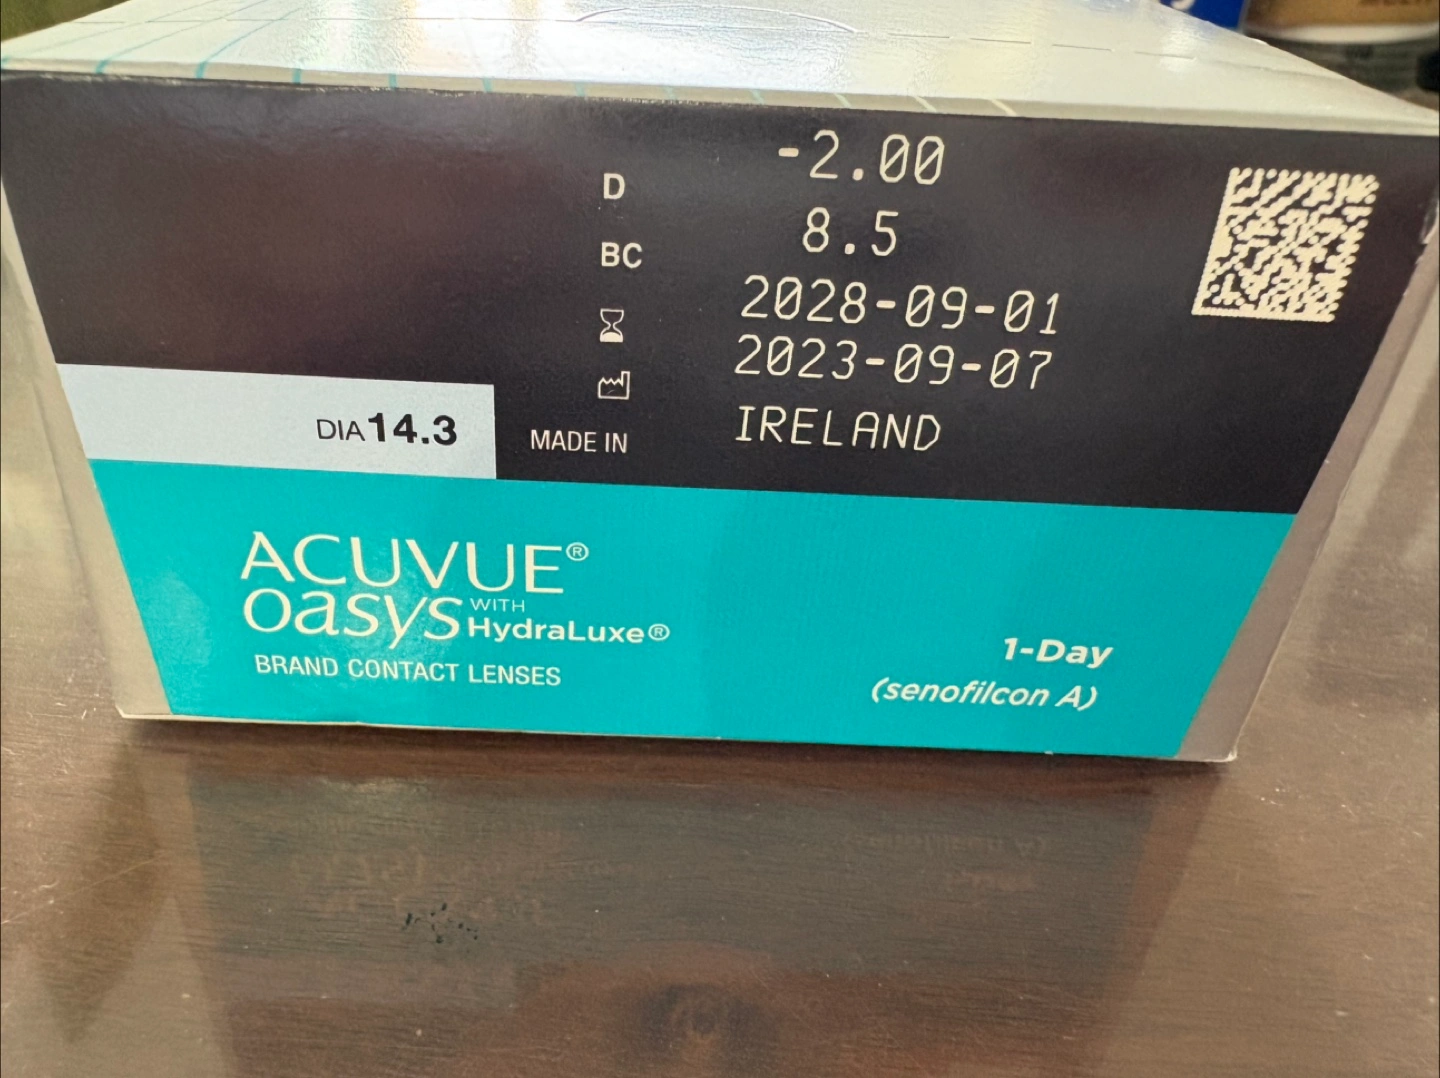 D -2.00
BC 8.5
2028-09-01
2023-09-07
MADE IN IRELAND
DIA 14.3
ACUVUE®
oasys WITH
HydraLuxe®
BRAND CONTACT LENSES
1-Day
(senofilcon A)